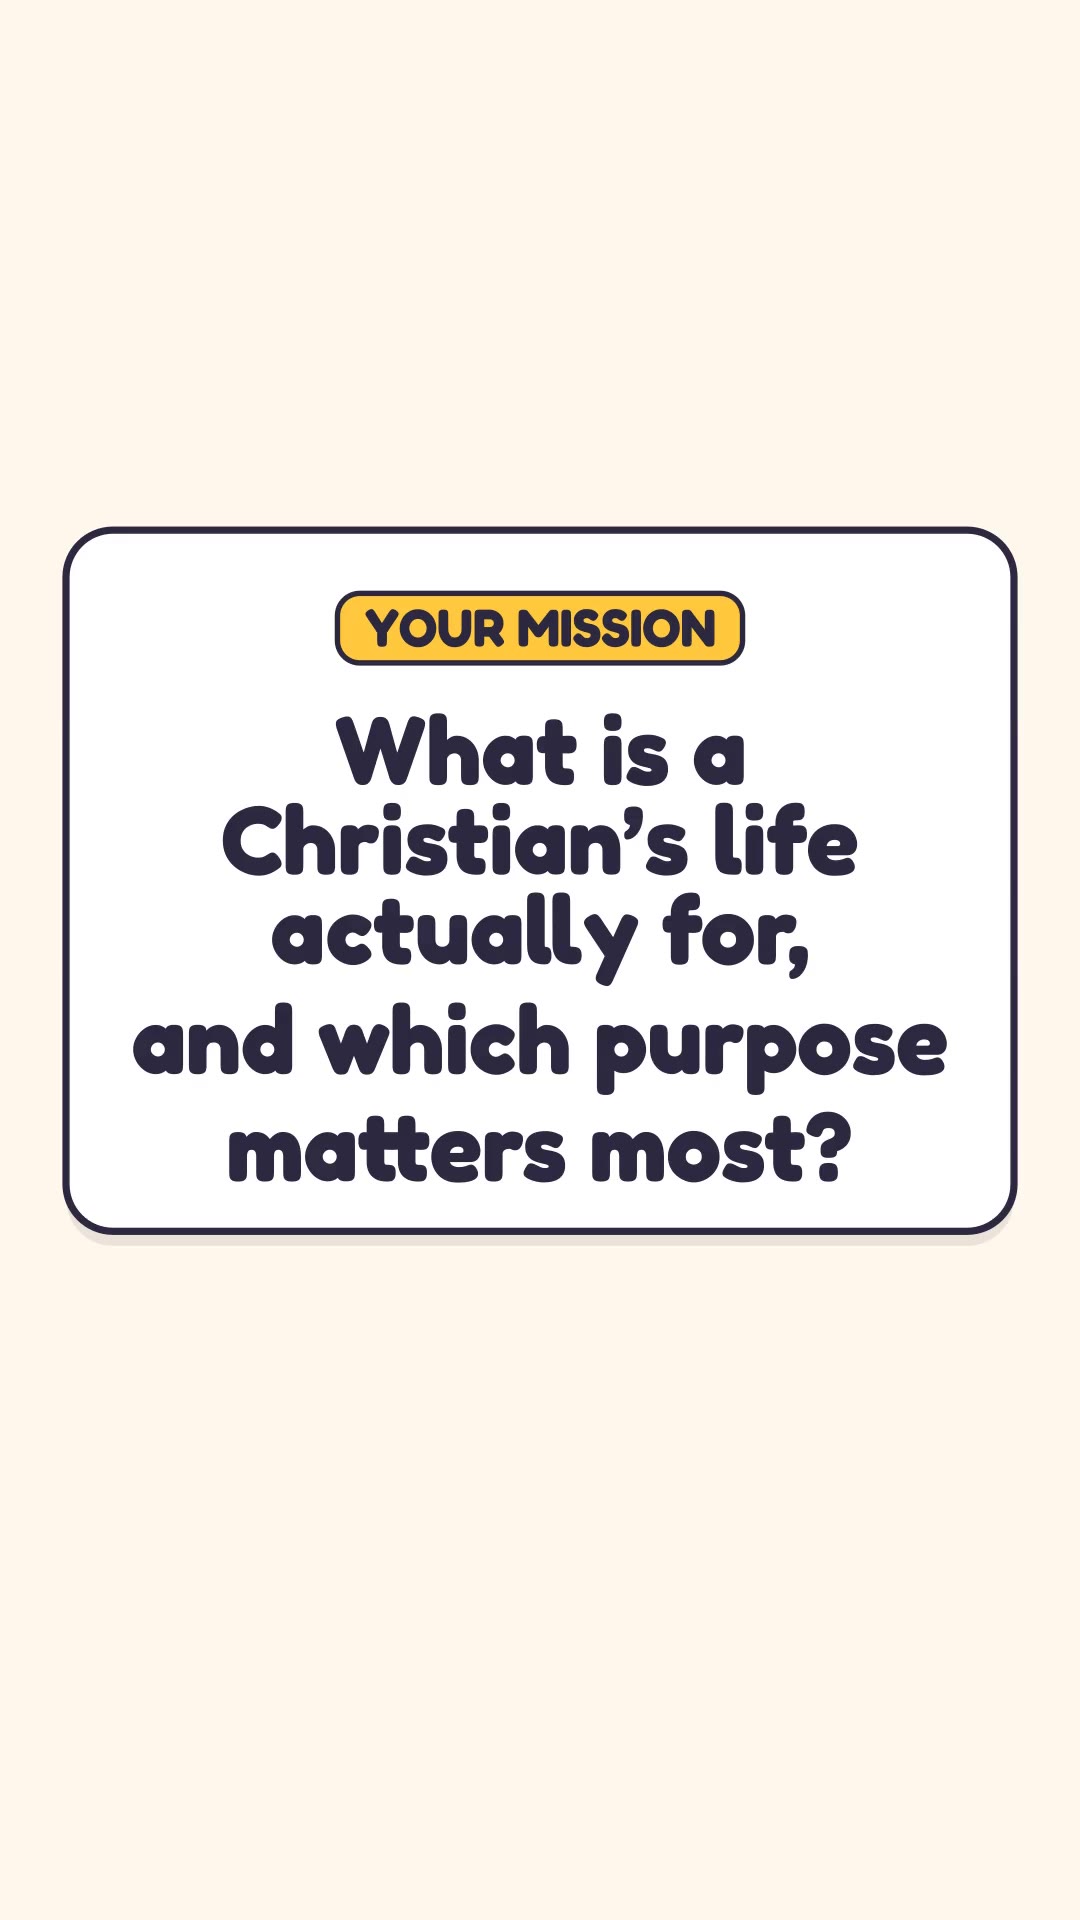 YOUR MISSION
What is a
Christian’s life
actually for,
and which purpose
matters most?